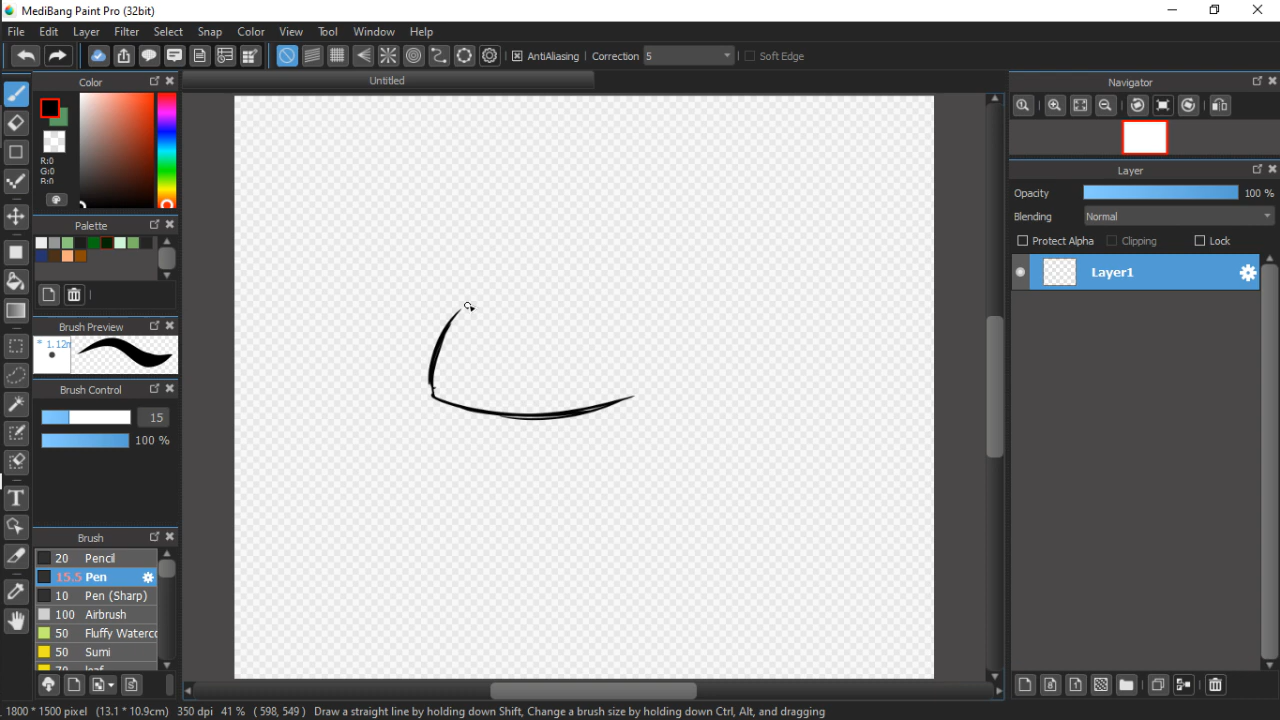 MediBang Paint Pro (32bit)
File Edit Layer Filter Select Snap Color View Tool Window Help
AntiAliasing Correction 5 Soft Edge
Color
Untitled
Navigator
R:0
G:0
B:0
Layer
Opacity 100 %
Blending Normal
Protect Alpha Clipping Lock
Palette
Layer1
Brush Preview
* 1.12m
Brush Control
15
100 %
T
Brush
20 Pencil
15.5 Pen
10 Pen (Sharp)
100 Airbrush
50 Fluffy Waterco
50 Sumi
70 leaf
1800 * 1500 pixel (13.1 * 10.9cm) 350 dpi 41 % ( 598, 549 ) Draw a straight line by holding down Shift, Change a brush size by holding down Ctrl, Alt, and dragging